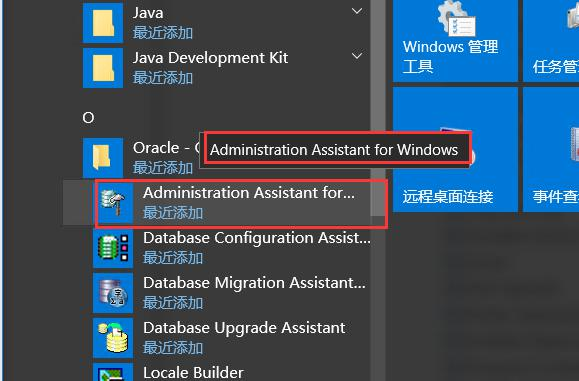 Java
最近添加
Java Development Kit
最近添加
O
Oracle -
最近添加
Administration Assistant for Windows
Administration Assistant for...
最近添加
Database Configuration Assist...
最近添加
Database Migration Assistant...
最近添加
Database Upgrade Assistant
最近添加
Locale Builder
Windows 管理
工具
任务管
远程桌面连接
事件查